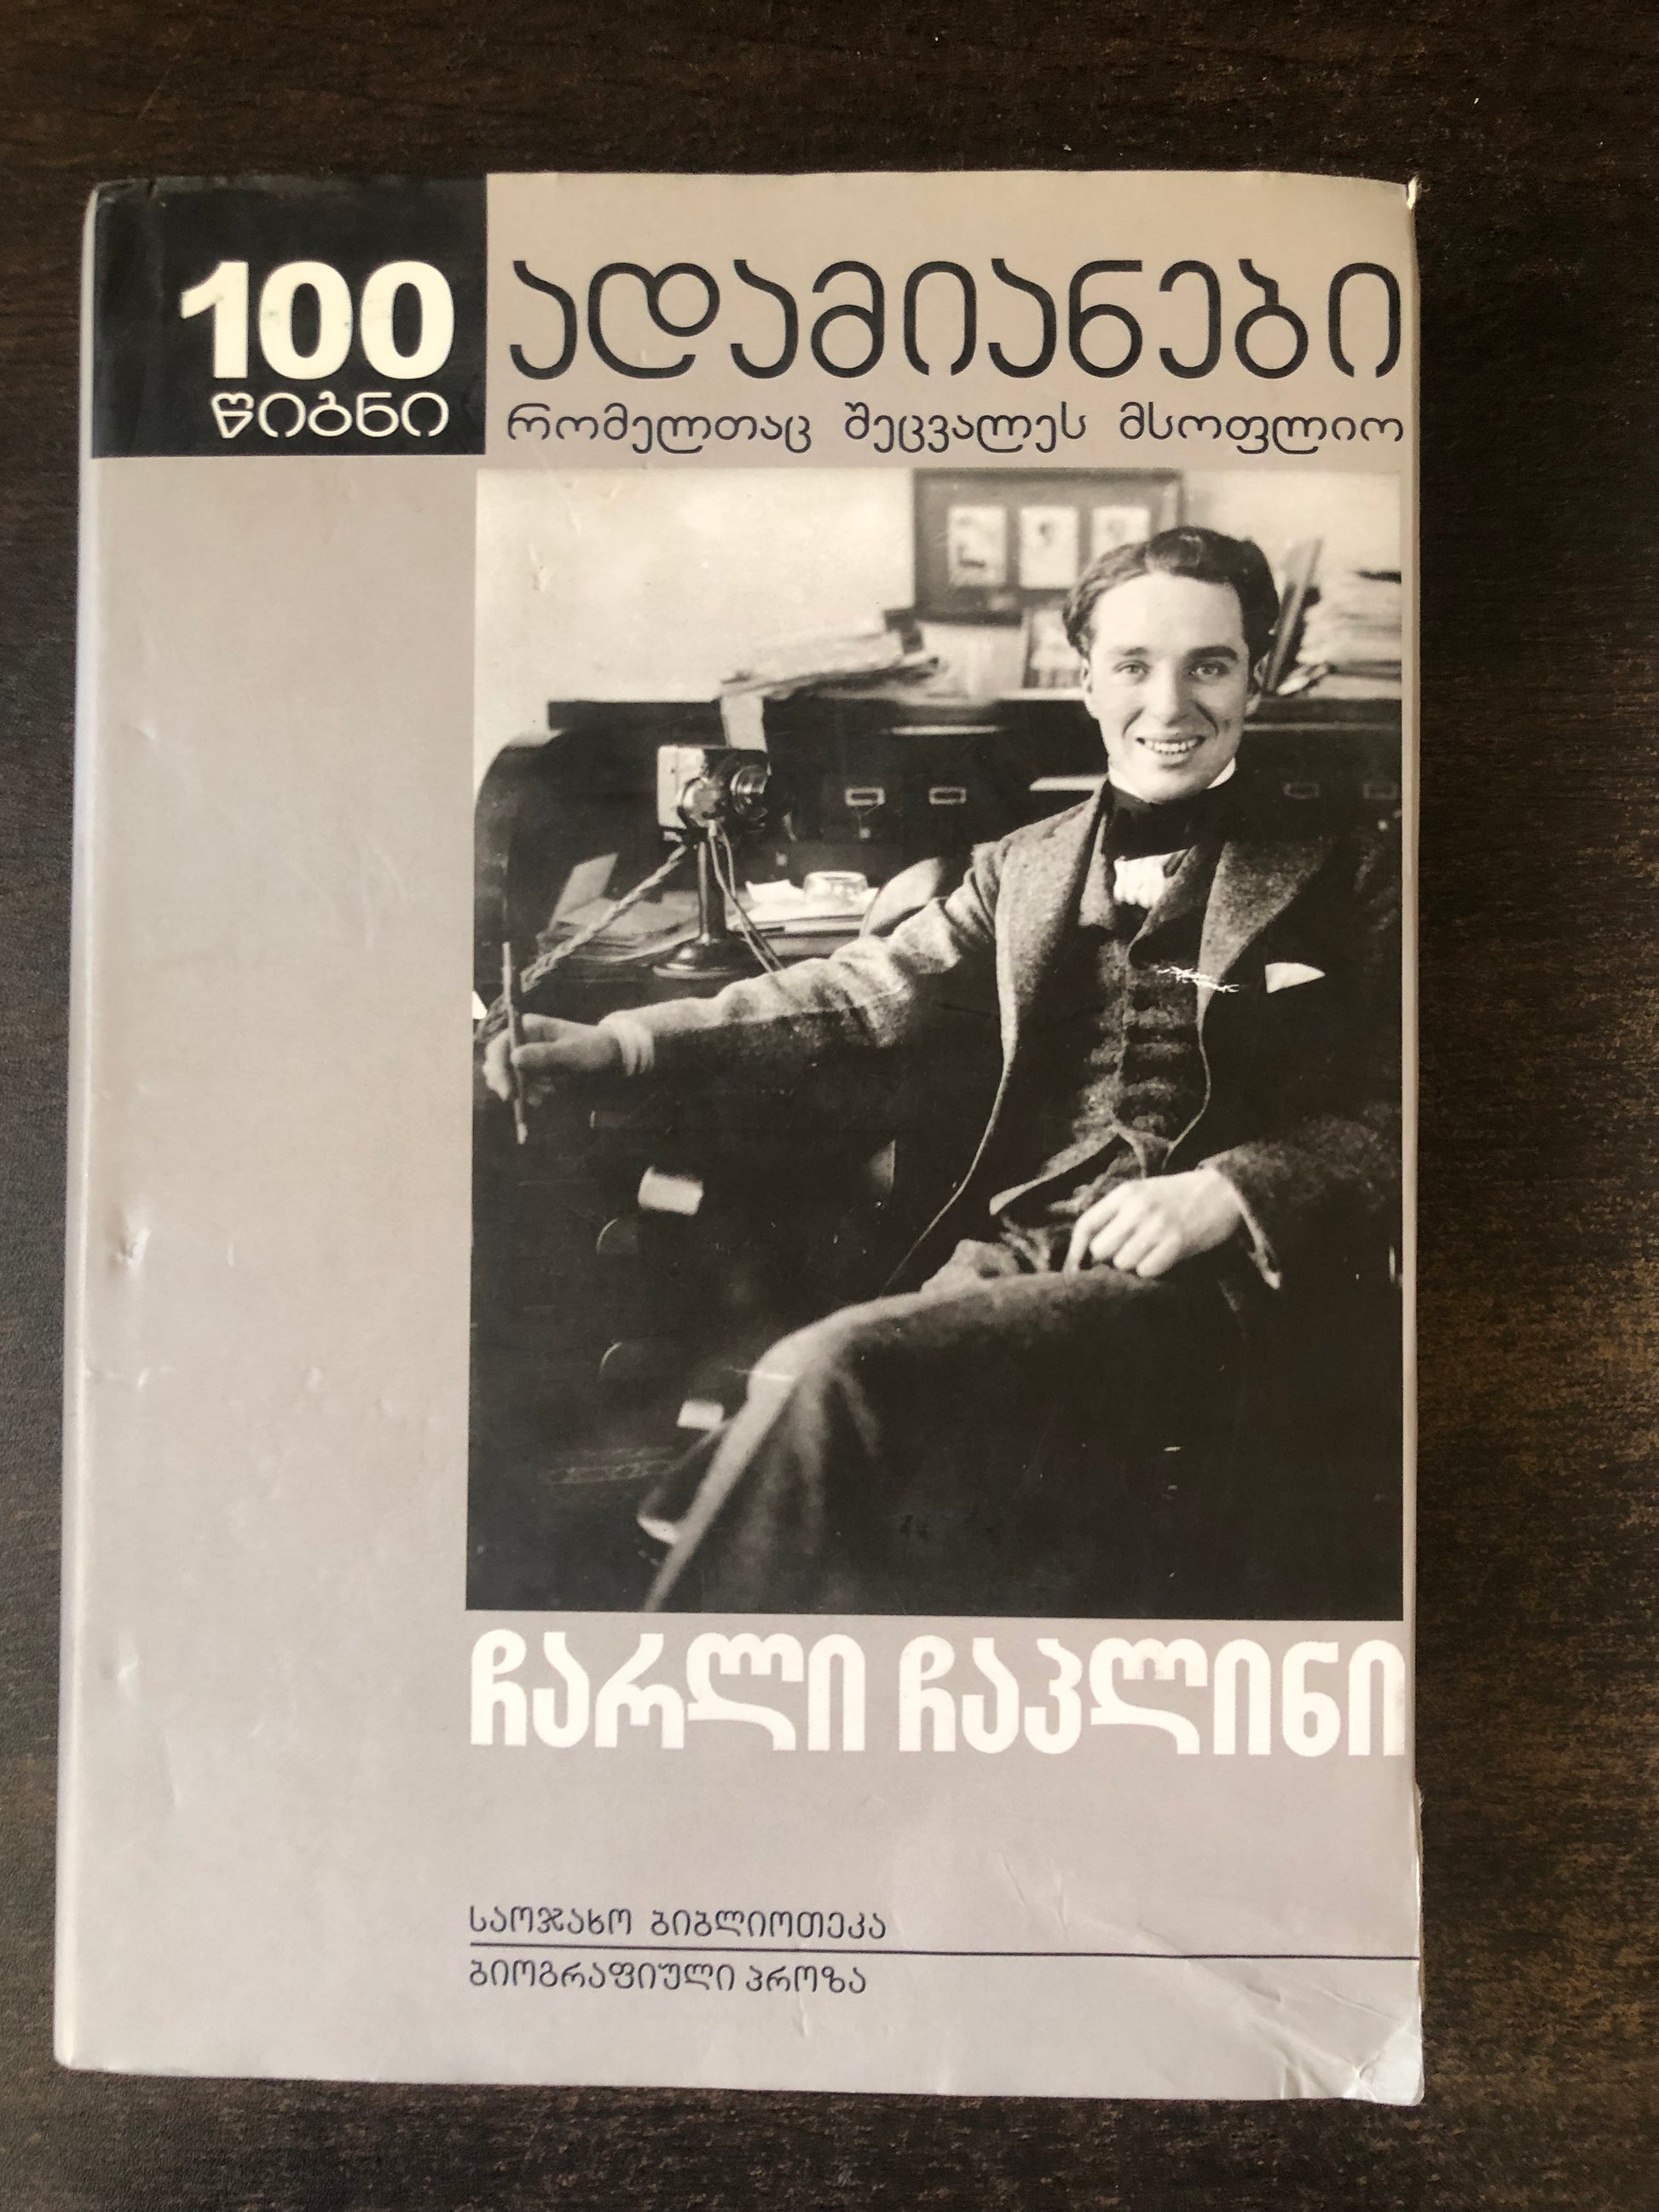 100
წიგნი
ადამიანები
რომელთაც შეცვალეს მსოფლიო
ჩარლი ჩაპლინი
საოჯახო ბიბლიოთეკა
ბიოგრაფიული პროზა